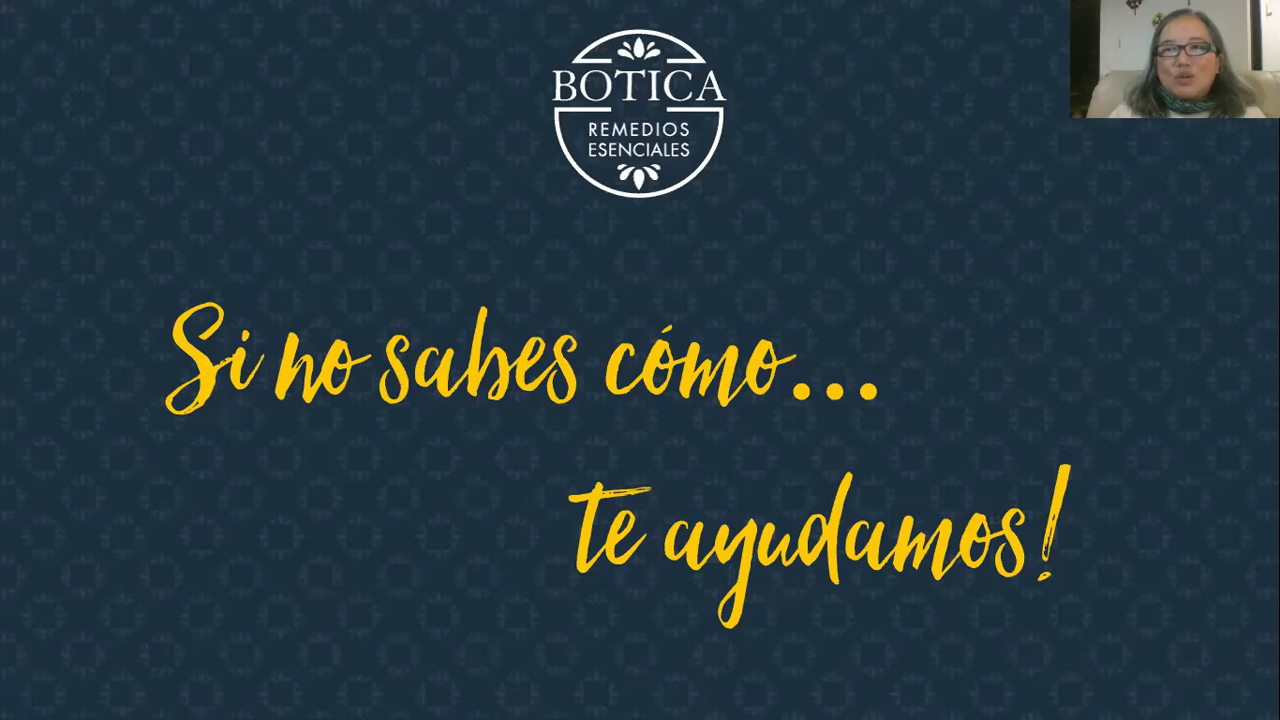 BOTICA
REMEDIOS
ESENCIALES
Si no sabes cómo...
te ayudamos!